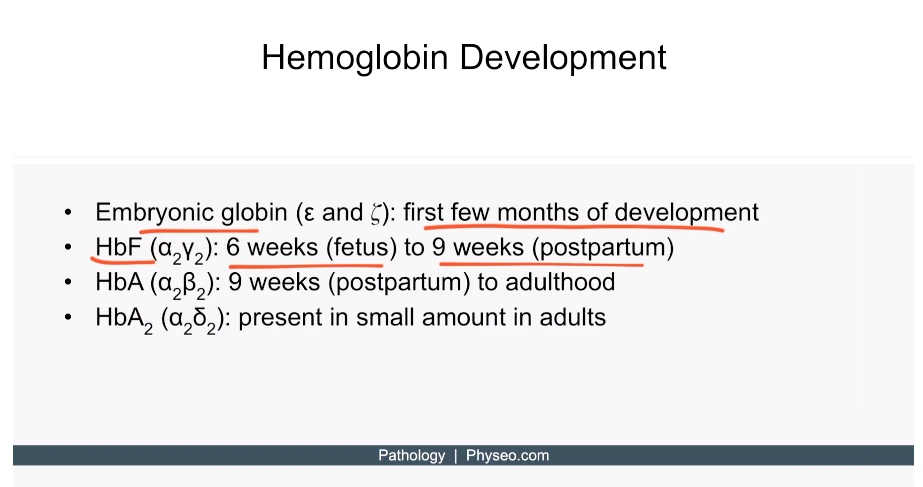 Hemoglobin Development
• Embryonic globin (ε and ζ): first few months of development
• HbF (α₂γ₂): 6 weeks (fetus) to 9 weeks (postpartum)
• HbA (α₂β₂): 9 weeks (postpartum) to adulthood
• HbA₂ (α₂δ₂): present in small amount in adults
Pathology | Physeo.com